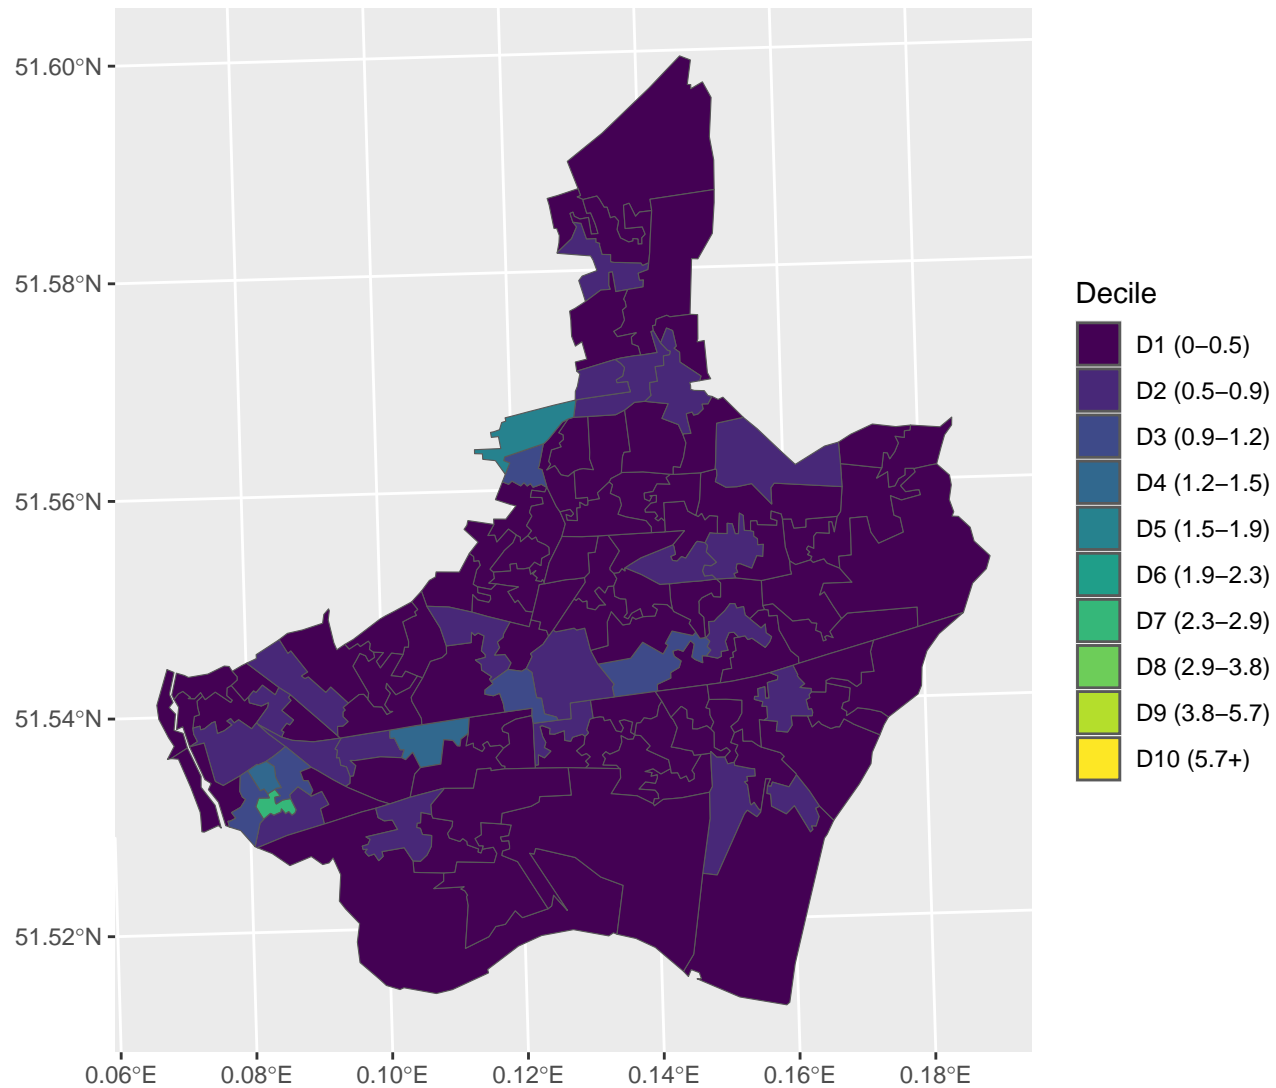 51.60°N
51.58°N
51.56°N
51.54°N
51.52°N
0.06°E 0.08°E 0.10°E 0.12°E 0.14°E 0.16°E 0.18°E
Decile
D1 (0–0.5)
D2 (0.5–0.9)
D3 (0.9–1.2)
D4 (1.2–1.5)
D5 (1.5–1.9)
D6 (1.9–2.3)
D7 (2.3–2.9)
D8 (2.9–3.8)
D9 (3.8–5.7)
D10 (5.7+)